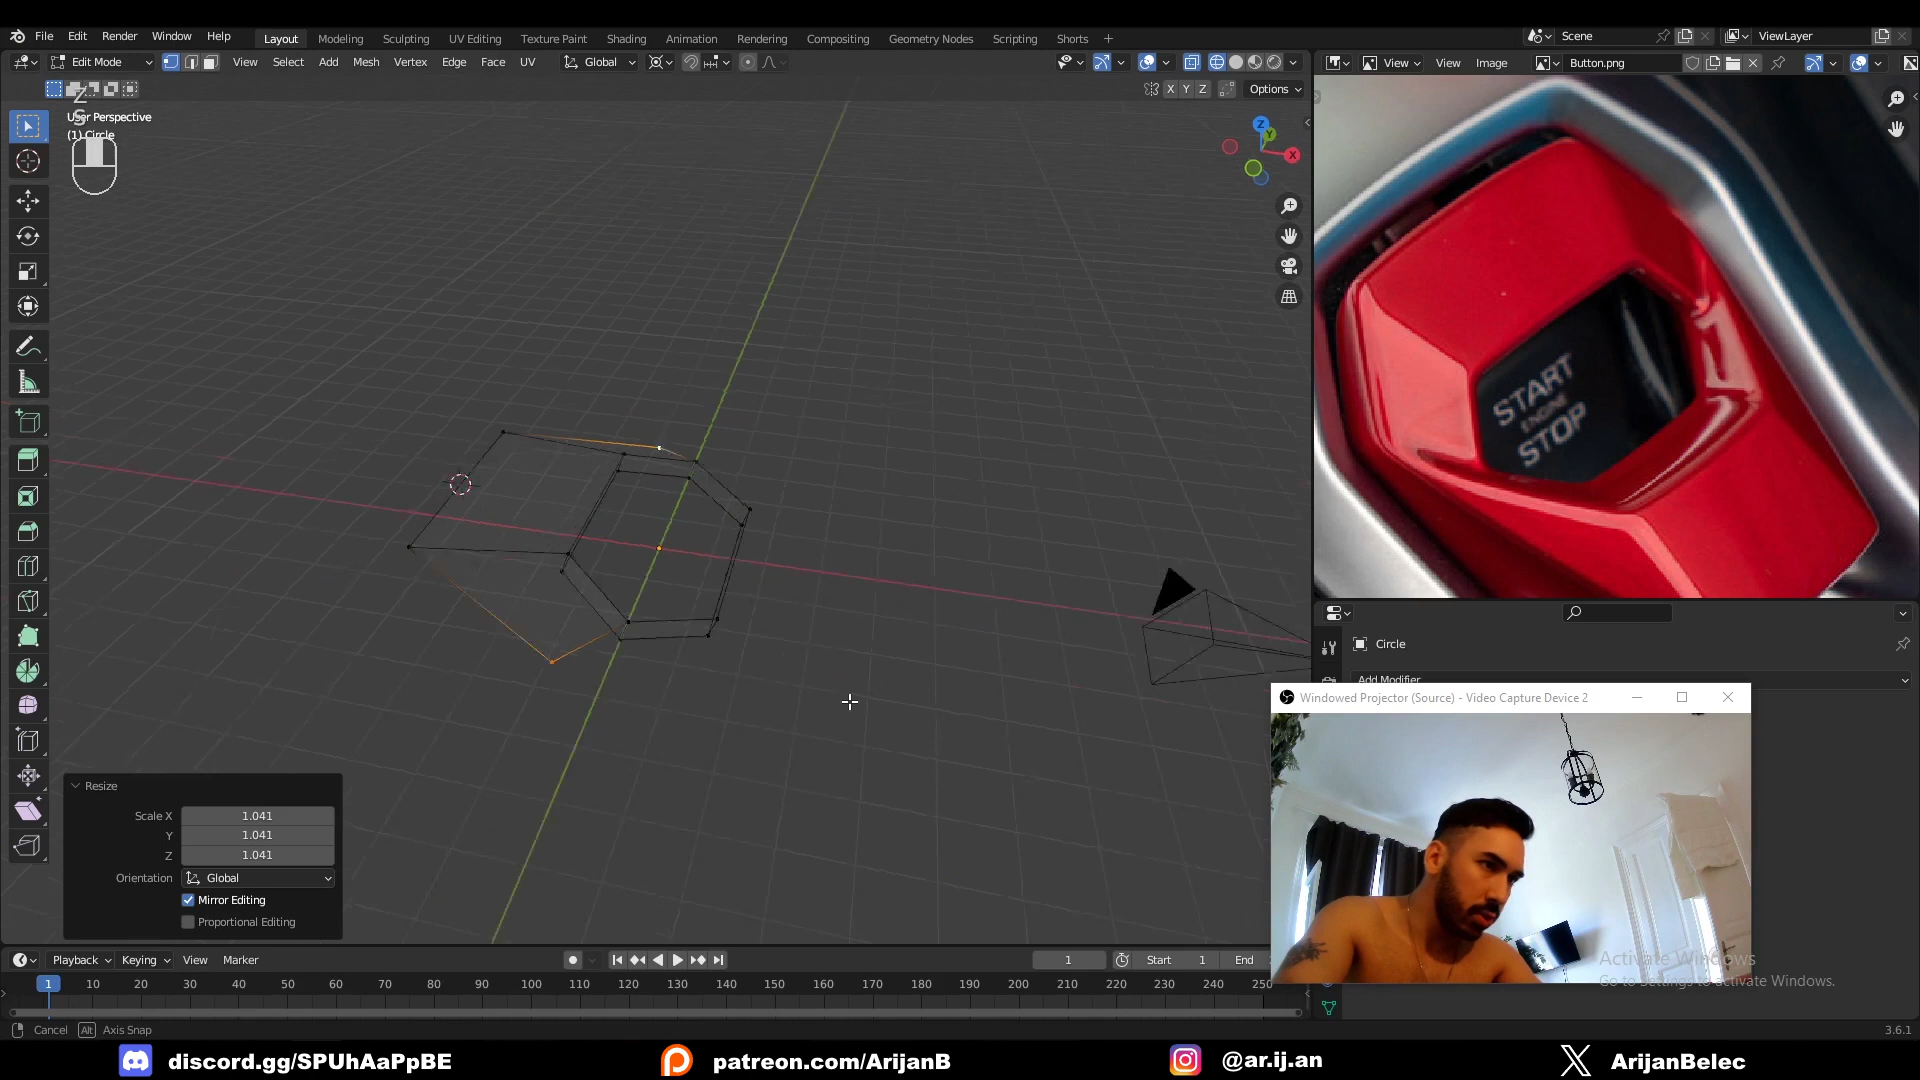 File Edit Render Window Help
Layout Modeling Sculpting UV Editing Texture Paint Shading Animation Rendering Compositing Geometry Nodes Scripting Shorts +
Scene
ViewLayer
Edit Mode
View Select Add Mesh Vertex Edge Face UV
Global
View
View Image
Button.png
X Y Z
Options
Z
S
User Perspective
(1) Circle
Z
Y
X
START
ENGINE
STOP
Circle
Add Modifier
Windowed Projector (Source) - Video Capture Device 2
Resize
Scale X 1.041
Y 1.041
Z 1.041
Orientation Global
Mirror Editing
Proportional Editing
Playback Keying View Marker
1
Start 1
End
1 10 20 30 40 50 60 70 80 90 100 110 120 130 140 150 160 170 180 190 200 210 220 230 240 250
Activate Windows
Go to Settings to activate Windows.
Cancel Alt Axis Snap
3.6.1
discord.gg/SPUhAaPpBE
patreon.com/ArijanB
@ar.ij.an
ArijanBelec